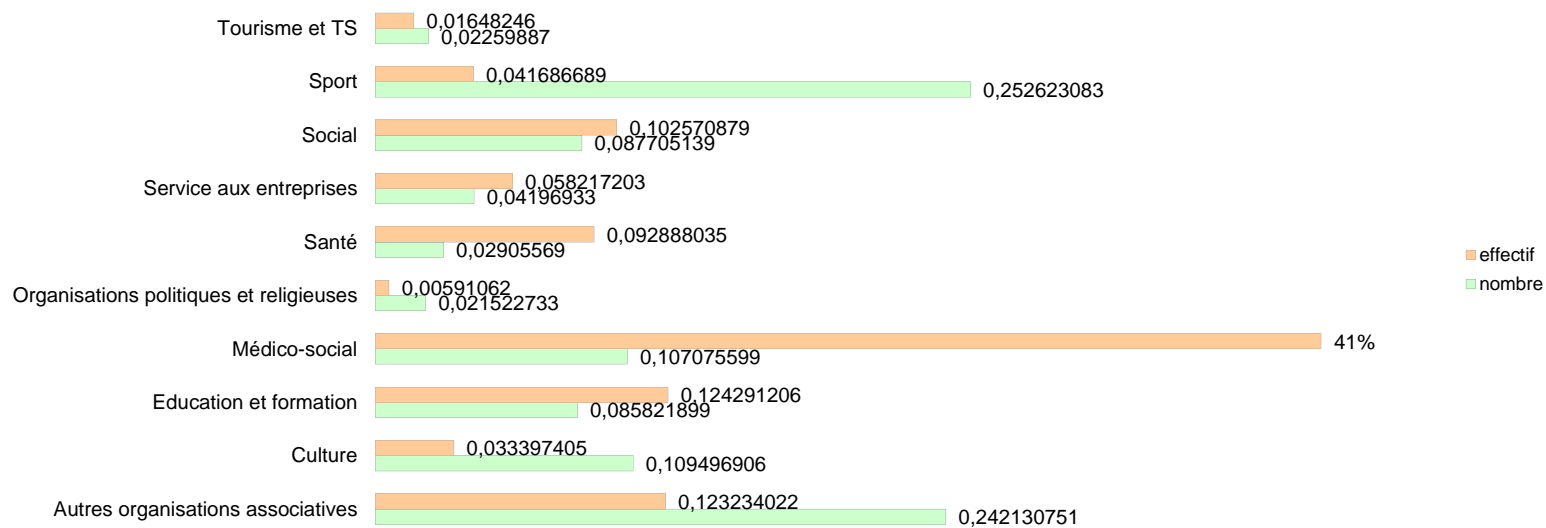 Tourisme et TS
0,01648246
0,02259887
Sport
0,041686689
0,252623083
Social
0,102570879
0,087705139
Service aux entreprises
0,058217203
0,04196933
Santé
0,092888035
0,02905569
Organisations politiques et religieuses
0,00591062
0,021522733
Médico-social
41%
0,107075599
Education et formation
0,124291206
0,085821899
Culture
0,033397405
0,109496906
Autres organisations associatives
0,123234022
0,242130751
effectif
nombre